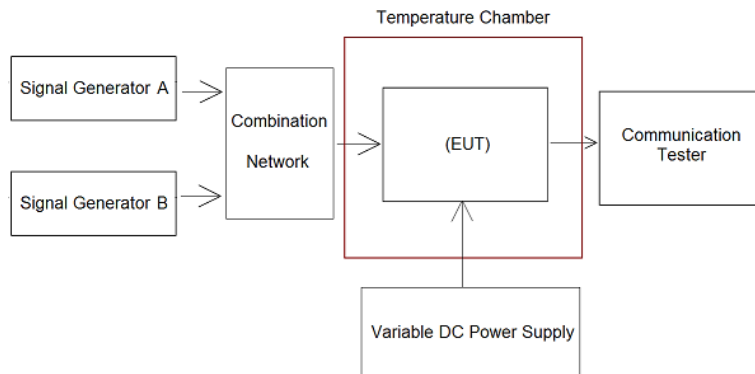 Temperature Chamber
Signal Generator A
Combination
Network
(EUT)
Communication
Tester
Signal Generator B
Variable DC Power Supply